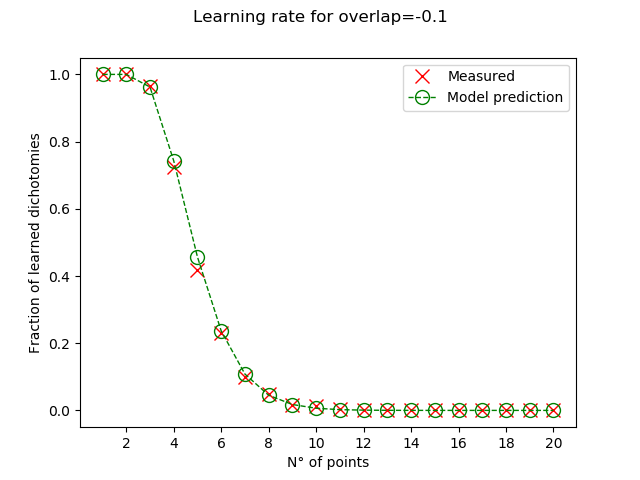 Learning rate for overlap=-0.1
Measured
Model prediction
1.0
0.8
0.6
0.4
0.2
0.0
Fraction of learned dichotomies
2 4 6 8 10 12 14 16 18 20
N° of points